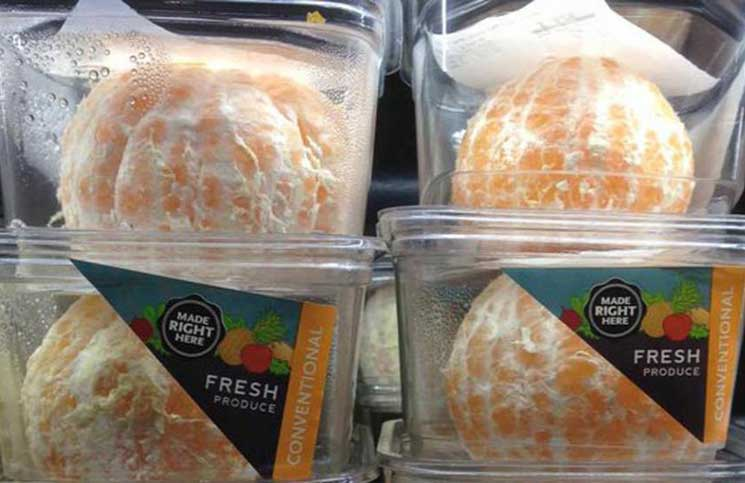 MADE
RIGHT
HERE
FRESH
PRODUCE
CONVENTIONAL
MADE
RIGHT
HERE
FRESH
PRODUCE
CONVENTIONAL